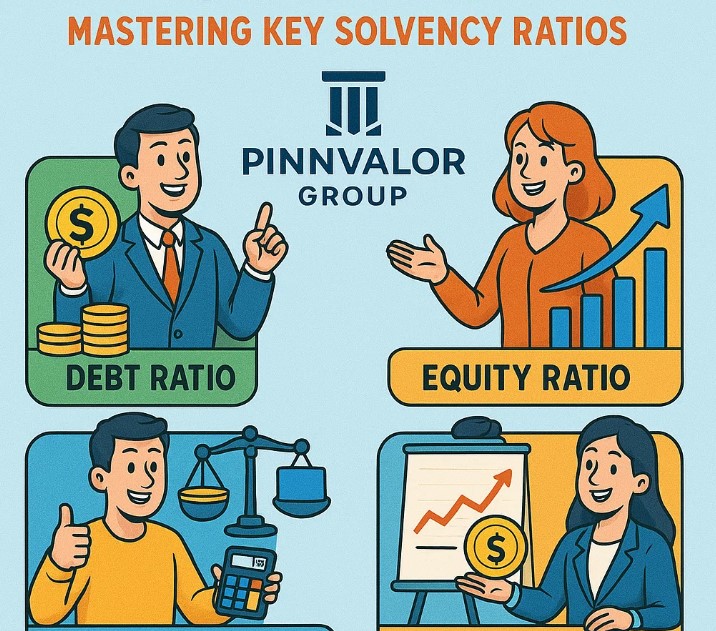 MASTERING KEY SOLVENCY RATIOS
PINNVALOR
GROUP
$
DEBT RATIO
EQUITY RATIO
$